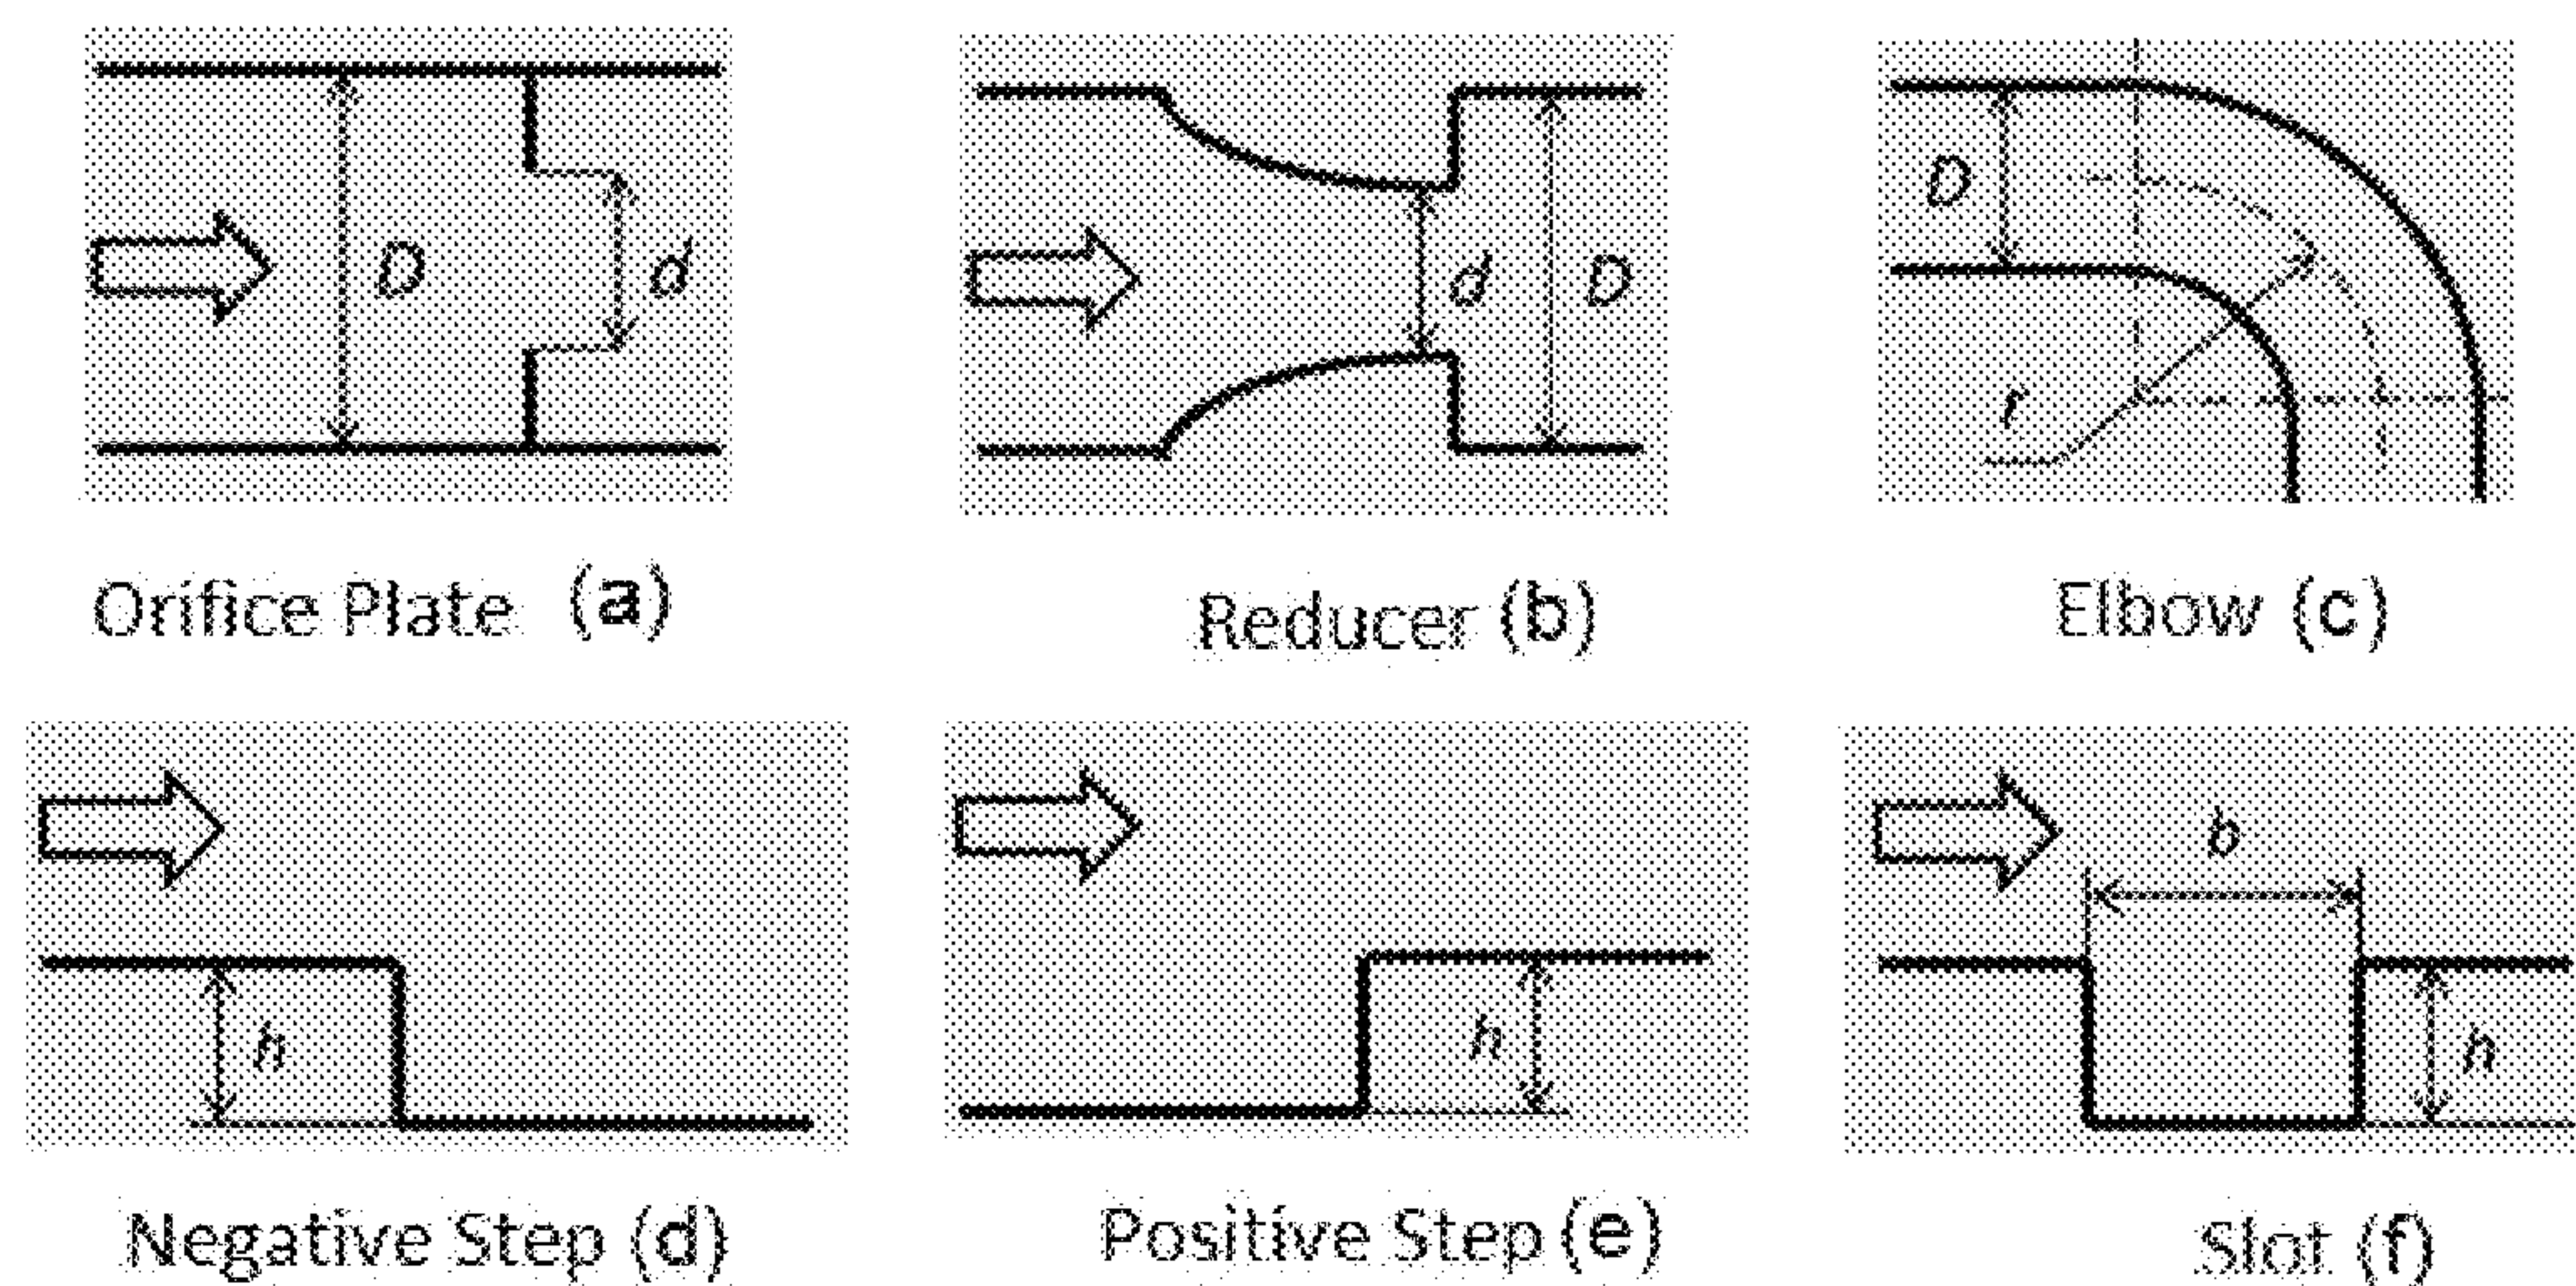 D d
d D
D r
Orifice Plate (a)
Reducer (b)
Elbow (c)
h
h
b h
Negative Step (d)
Positive Step (e)
Slot (f)